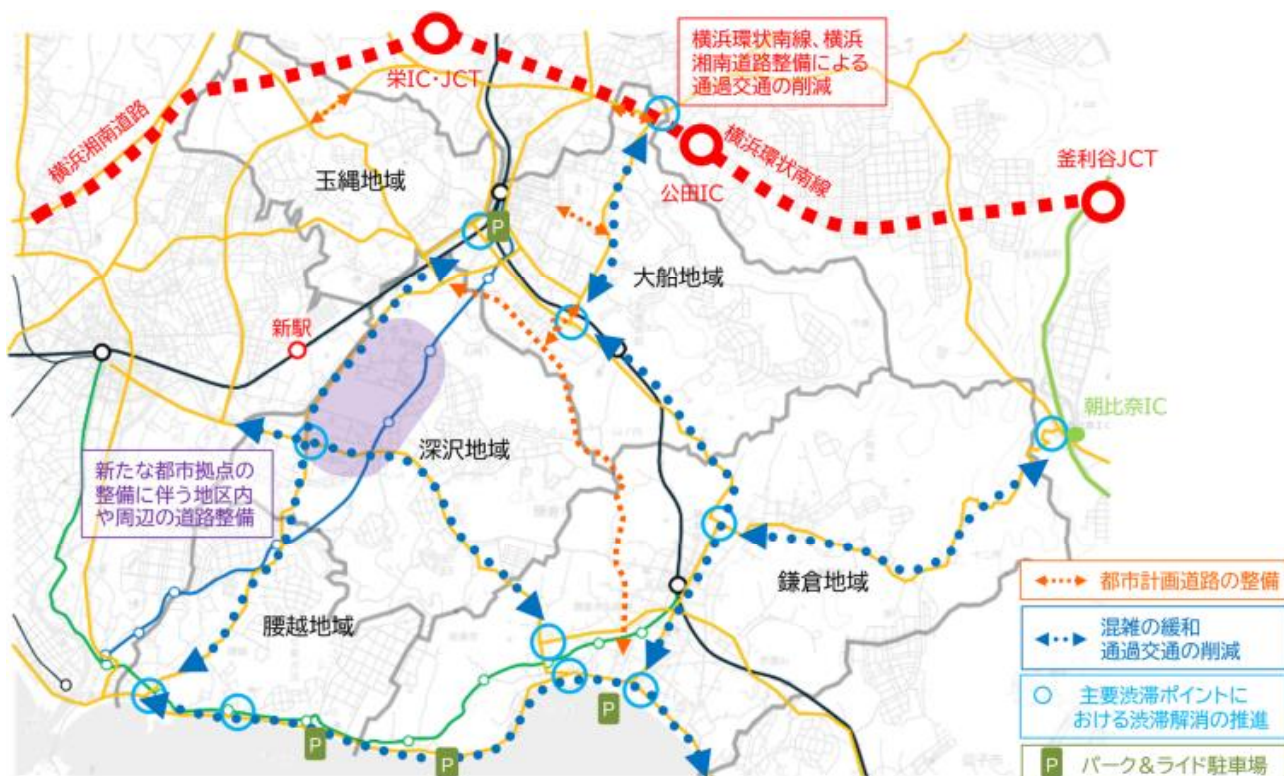 横浜環状南線、横浜
湘南道路整備による
通過交通の削減
栄IC・JCT
横浜湘南道路
横浜環状南線
釜利谷JCT
公田IC
玉縄地域
P
大船地域
新駅
朝比奈IC
深沢地域
新たな都市拠点の
整備に伴う地区内
や周辺の道路整備
鎌倉地域
腰越地域
P
P
P
都市計画道路の整備
混雑の緩和
通過交通の削減
主要渋滞ポイントに
おける渋滞解消の推進
P パーク&ライド駐車場